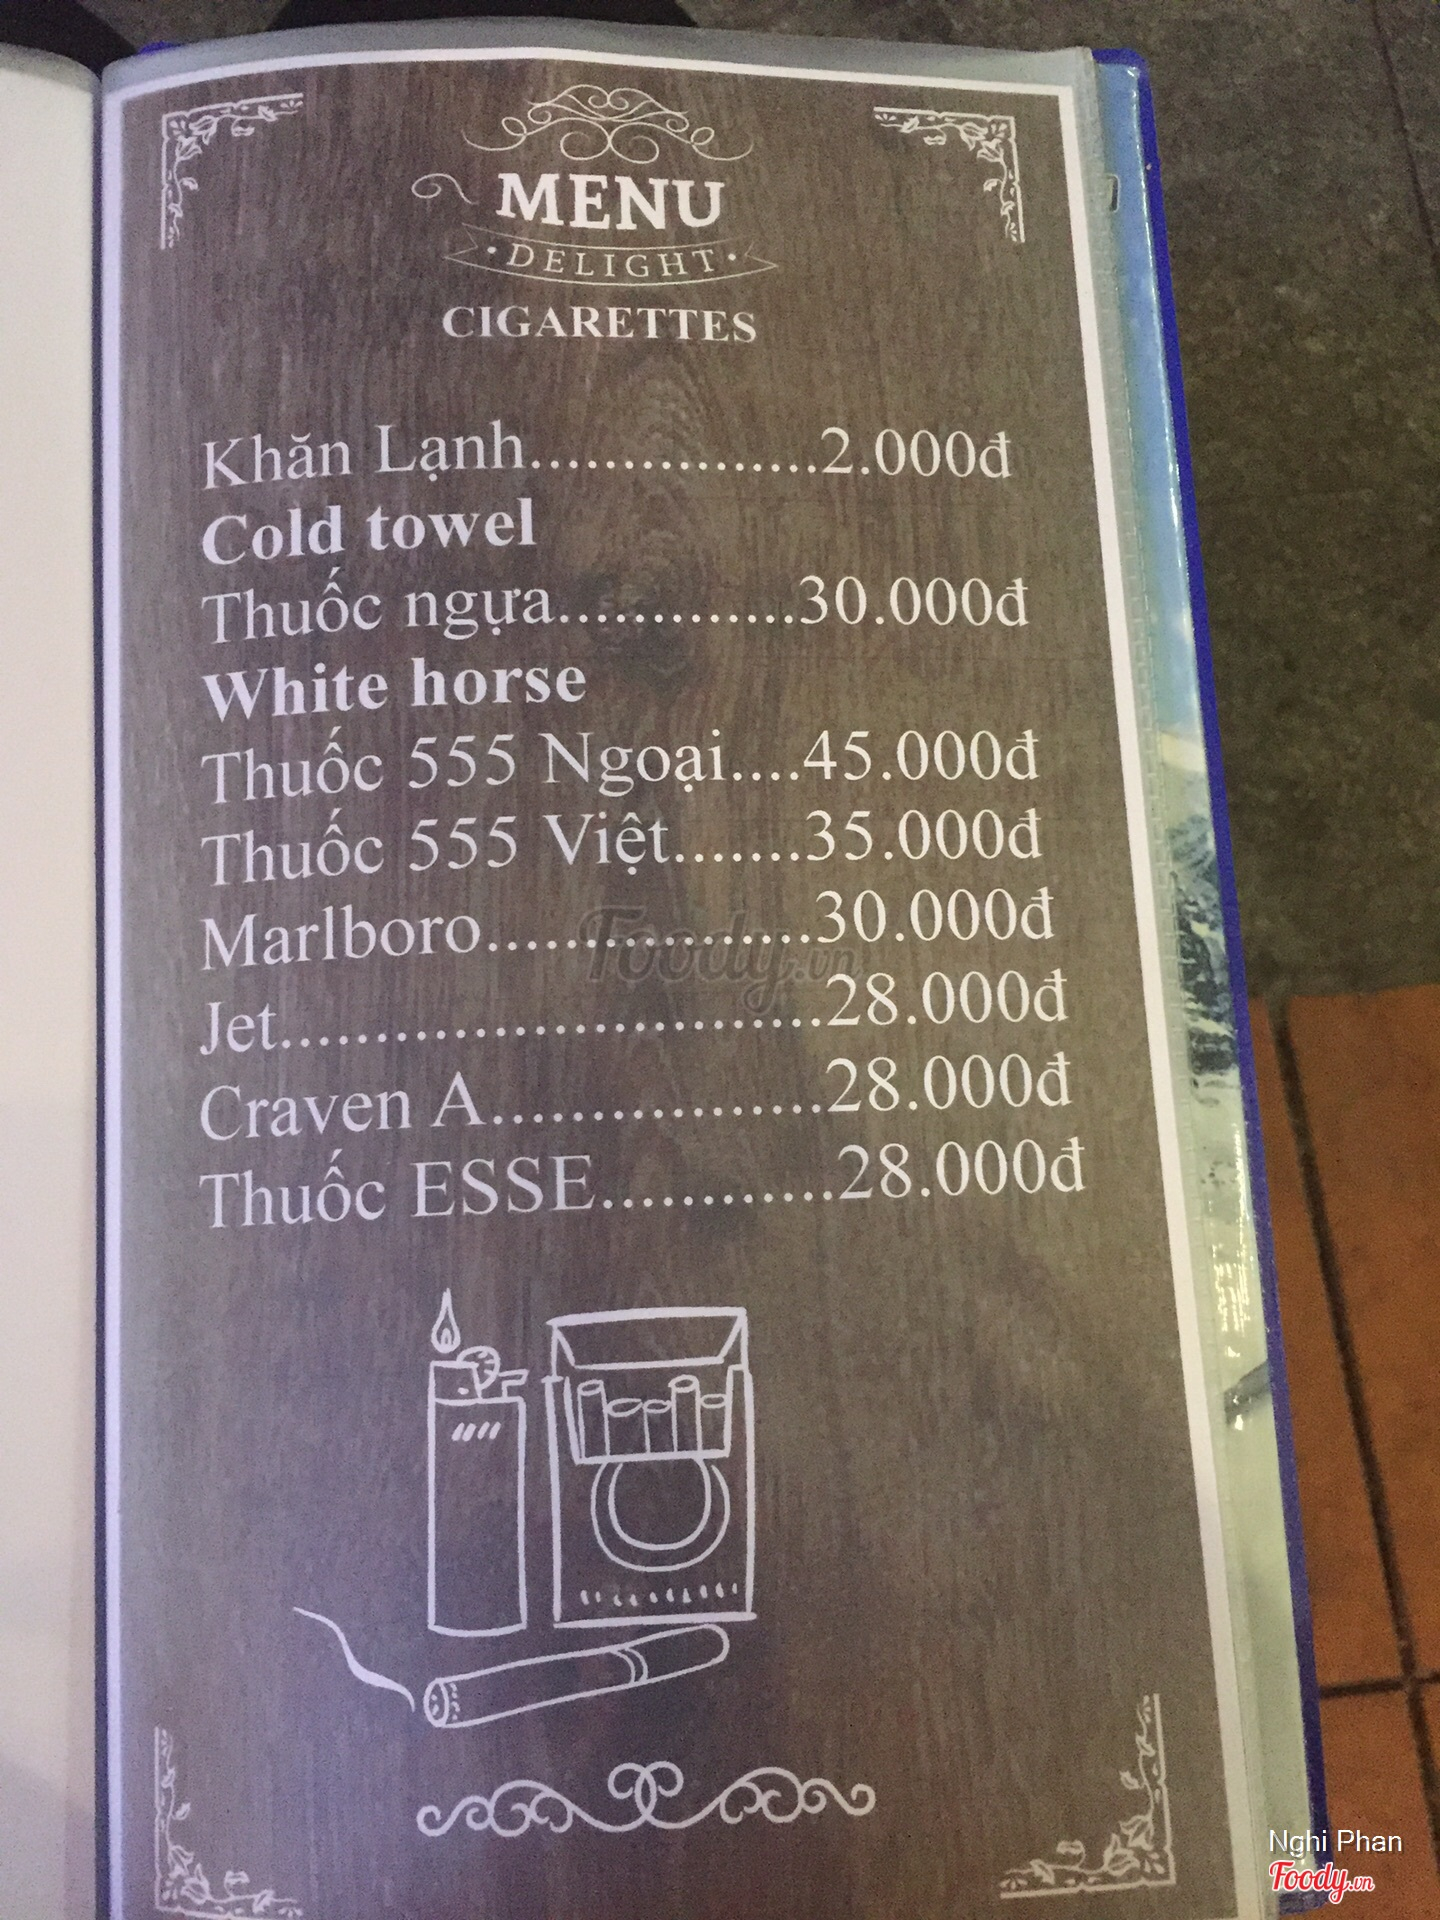 MENU
• DELIGHT •
CIGARETTES
Khăn Lạnh................2.000đ
Cold towel
Thuốc ngựa.............30.000đ
White horse
Thuốc 555 Ngoại....45.000đ
Thuốc 555 Việt.......35.000đ
Marlboro..................30.000đ
Jet..............................28.000đ
Craven A..................28.000đ
Thuốc ESSE.............28.000đ
Foody.vn
Nghi Phan
Foody.vn